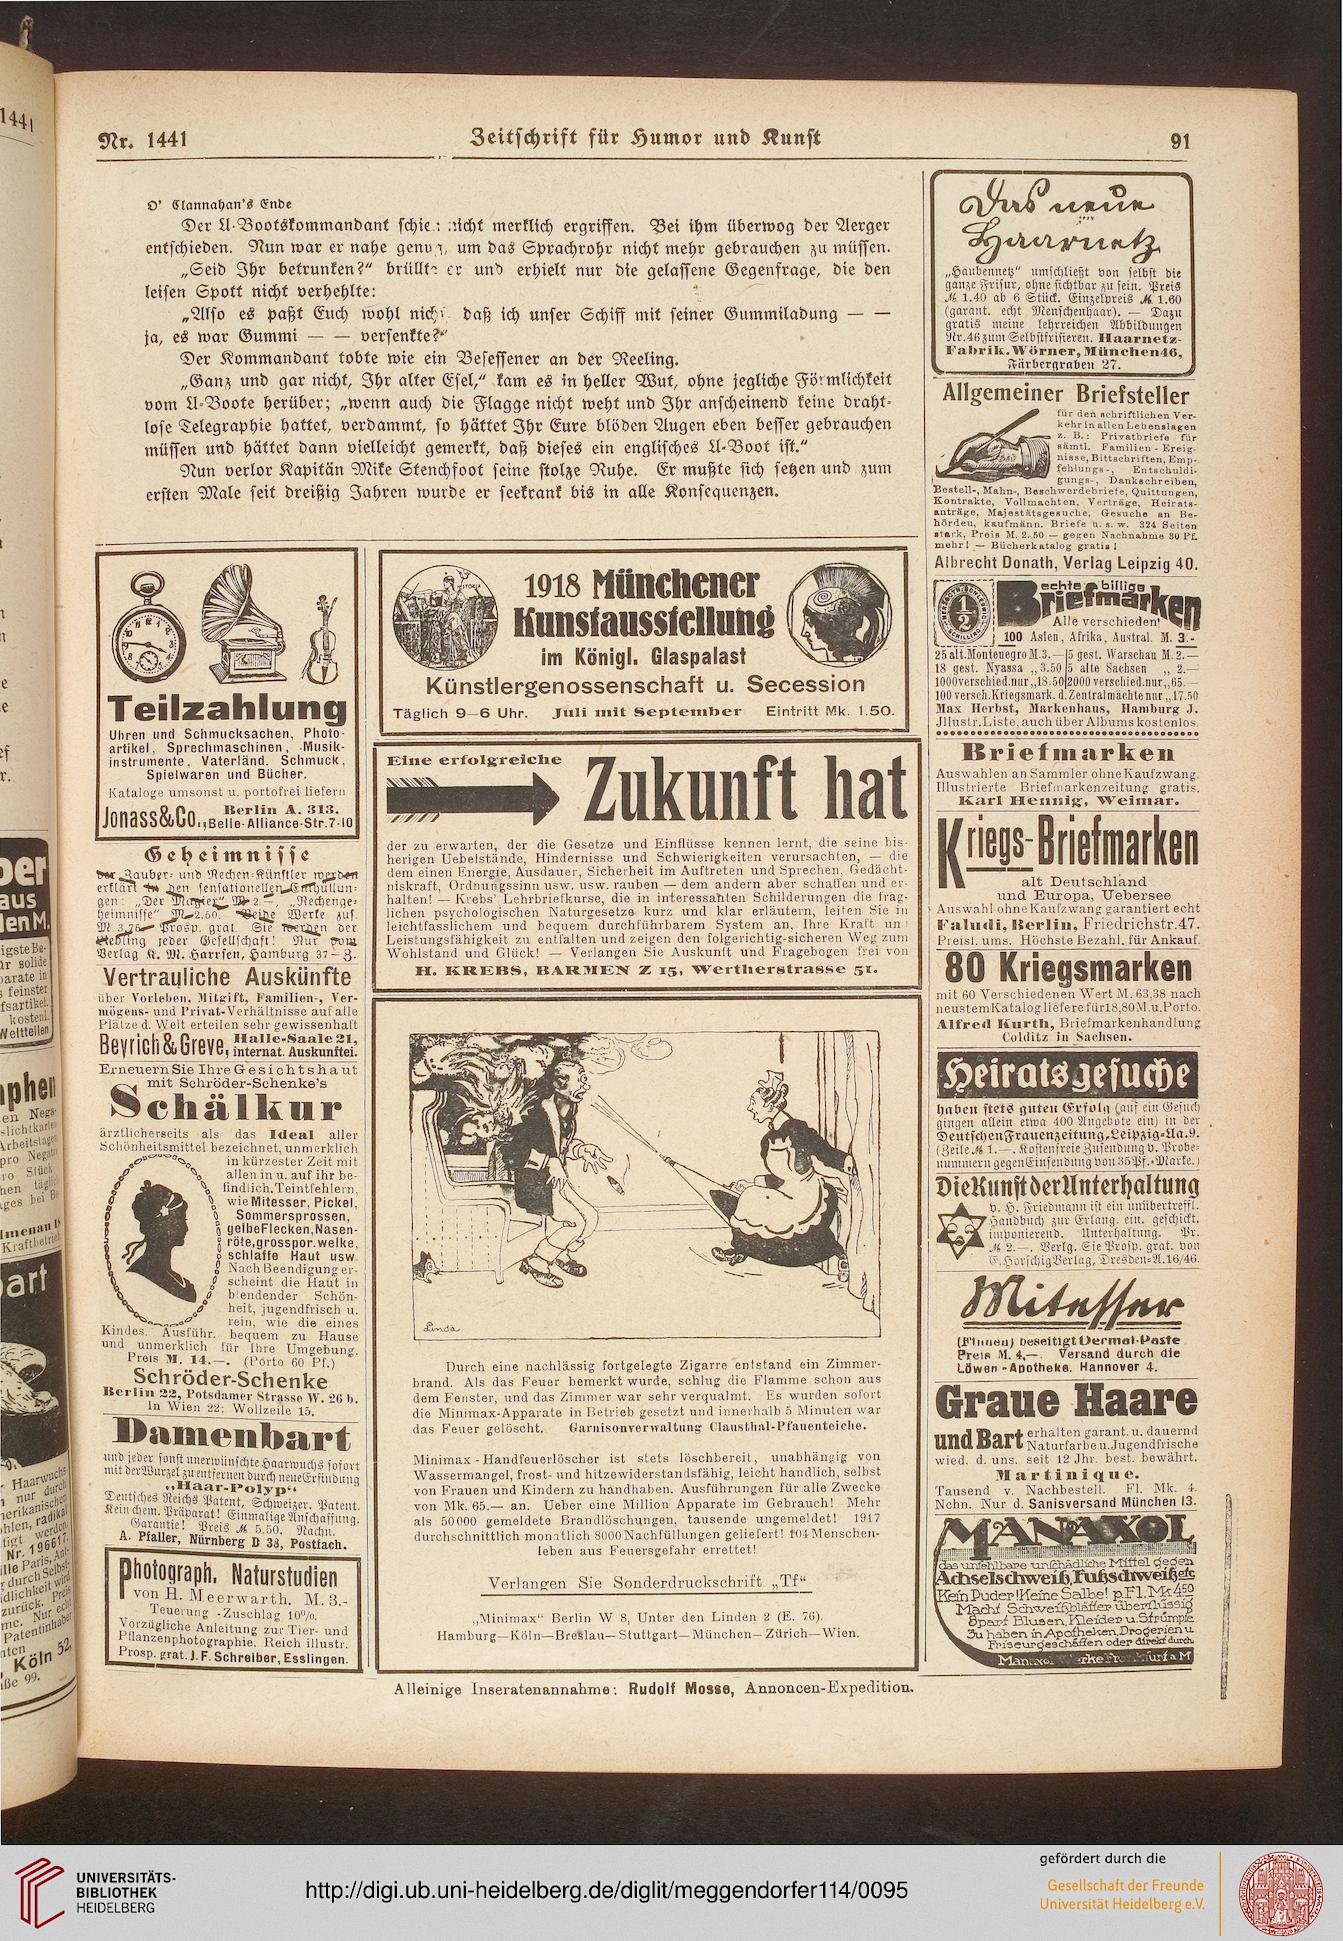 Nr. 1441
Zeitschrift für Humor und Kunst
91
O' Clannahan's Ende
Der U-Bootskommandant schien nicht merklich ergriffen. Bei ihm überwog der Aerger
entschieden. Nun war er nahe genug, um das Sprachrohr nicht mehr gebrauchen zu müssen.
„Seid Ihr betrunken?“ brüllte er und erhielt nur die gelassene Gegenfrage, die den
leisen Spott nicht verhehlte:
„Also es paßt Euch wohl nicht daß ich unser Schiff mit seiner Gummiladung — —
ja, es war Gummi — — versenkte?“
Der Kommandant tobte wie ein Besessener an der Reeling.
„Ganz und gar nicht, Ihr alter Esel,“ kam es in heller Wut, ohne jegliche Förmlichkeit
vom U-Boote herüber; „wenn auch die Flagge nicht weht und Ihr anscheinend keine draht-
lose Telegraphie hattet, verdammt, so hättet Ihr Eure blöden Augen eben besser gebrauchen
müssen und hättet dann vielleicht gemerkt, daß dieses ein englisches U-Boot ist.“
Nun verlor Kapitän Mike Stenchfoot seine stolze Ruhe. Er mußte sich setzen und zum
ersten Male seit dreißig Jahren wurde er seekrank bis in alle Konsequenzen.
Teilzahlung
Uhren und Schmucksachen, Photo-
artikel, Sprechmaschinen, Musik-
instrumente, Vaterländ. Schmuck,
Spielwaren und Bücher.
Kataloge umsonst u. portofrei liefern
Jonass & Co., Berlin A. 313.
Belle-Alliance-Str. 7-10
Geheimnisse
der Zauber- und Rechen-Künstler werden
erklärt in den sensationellen Enthüllun-
gen: „Der Magier“ M 2.—, „Rechenge-
heimnisse“ M 2.50. Beide Werke zus.
M 3.75 Prosp. grat. Sie werden der
Liebling jeder Gesellschaft! Nur vom
Verlag K. M. Harrsen, Hamburg 37—3.
Vertrauliche Auskünfte
über Vorleben, Mitgift, Familien-, Ver-
mögens- und Privat-Verhältnisse auf alle
Plätze d. Welt erteilen sehr gewissenhaft
Beyrich & Greve, Halle-Saale 21,
internat. Auskunftei.
Erneuern Sie Ihre Gesichtshaut
mit Schröder-Schenke's
Schälkur
ärztlicherseits als das Ideal aller
Schönheitsmittel bezeichnet, unmerklich
in kürzester Zeit mit
allen in u. auf ihr be-
findlich. Teintfehlern,
wie Mitesser, Pickel,
Sommersprossen,
gelbe Flecken, Nasen-
röte, grosspor. welke,
schlaffe Haut usw.
Nach Beendigung er-
scheint die Haut in
blendender Schön-
heit, jugendfrisch u.
rein, wie die eines
Kindes. Ausführ. bequem zu Hause
und unmerklich für Ihre Umgebung.
Preis M. 14.—. (Porto 60 Pf.)
Schröder-Schenke
Berlin 22, Potsdamer Strasse W. 26 b.
In Wien 22: Wollzeile 15.
Damenbart
und jeder sonst unerwünschte Haarwuchs sofort
mit der Wurzel zu entfernen durch neue Erfindung
„Haar-Polyp“
Deutsches Reichs Patent, Schweizer. Patent.
Kein chem. Präparat! Einmalige Anschaffung.
Garantie! Preis M 5.50. Nachn.
A. Pfaller, Nürnberg D 33, Postfach.
Photograph. Naturstudien
von H. Meerwarth. M. 3.-
Teuerung-Zuschlag 10%.
Vorzügliche Anleitung zur Tier- und
Pflanzenphotographie. Reich illustr.
Prosp. grat. J. F. Schreiber, Esslingen.
1918 Münchener
Kunstausstellung
im Königl. Glaspalast
Künstlergenossenschaft u. Secession
Täglich 9—6 Uhr. Juli mit September Eintritt Mk. 1.50.
Eine erfolgreiche
Zukunft hat
der zu erwarten, der die Gesetze und Einflüsse kennen lernt, die seine bis-
herigen Uebelstände, Hindernisse und Schwierigkeiten verursachten, — die
dem einen Energie, Ausdauer, Sicherheit im Auftreten und Sprechen, Gedächt-
niskraft, Ordnungssinn usw. usw. rauben — dem andern aber schaffen und er-
halten! — Krebs' Lehrbriefkurse, die in interessanten Schilderungen die frag-
lichen psychologischen Naturgesetze kurz und klar erläutern, leiten Sie in
leichtfasslichem und bequem durchführbarem System an, Ihre Kraft und
Leistungsfähigkeit zu entfalten und zeigen den folgerichtig-sicheren Weg zum
Wohlstand und Glück! — Verlangen Sie Auskunft und Fragebogen frei von
H. KREBS, BARMEN Z 15, Wertherstrasse 51.
Linda
Durch eine nachlässig fortgelegte Zigarre entstand ein Zimmer-
brand. Als das Feuer bemerkt wurde, schlug die Flamme schon aus
dem Fenster, und das Zimmer war sehr verqualmt. Es wurden sofort
die Minimax-Apparate in Betrieb gesetzt und innerhalb 5 Minuten war
das Feuer gelöscht. Garnisonverwaltung Clausthal-Pfauenteiche.
Minimax-Handfeuerlöscher ist stets löschbereit, unabhängig von
Wassermangel, frost- und hitzewiderstandsfähig, leicht handlich, selbst
von Frauen und Kindern zu handhaben. Ausführungen für alle Zwecke
von Mk. 65.— an. Ueber eine Million Apparate im Gebrauch! Mehr
als 50000 gemeldete Brandlöschungen, tausende ungemeldet! 1917
durchschnittlich monatlich 8000 Nachfüllungen geliefert! 104 Menschen-
leben aus Feuersgefahr errettet!
Verlangen Sie Sonderdruckschrift „Tf“
„Minimax“ Berlin W 8, Unter den Linden 2 (E. 76).
Hamburg—Köln—Breslau—Stuttgart—München—Zürich—Wien.
Alleinige Inseratenannahme: Rudolf Mosse, Annoncen-Expedition.
Das neue
Haarnetz
„Haubennetz“ umschließt von selbst die
ganze Frisur, ohne sichtbar zu sein. Preis
M 1.40 ab 6 Stück. Einzelpreis M 1.60
(garant. echt Menschenhaar). — Dazu
gratis meine lehrreichen Abbildungen
Nr. 46 zum Selbstfrisieren. Haarnetz-
Fabrik. Wörner, München 46,
Färbergraben 27.
Allgemeiner Briefsteller
für den schriftlichen Ver-
kehr in allen Lebenslagen
z. B.: Privatbriefe für
sämtl. Familien-Ereig-
nisse, Bittschriften, Emp-
fehlungs-, Entschuldi-
gungs-, Dankschreiben,
Bestell-, Mahn-, Beschwerdebriefe, Quittungen,
Kontrakte, Vollmachten, Verträge, Heirats-
anträge, Majestätsgesuche, Gesuche an Be-
hörden, kaufmänn. Briefe u. s. w. 324 Seiten
stark, Preis M. 2.50 — gegen Nachnahme 30 Pf.
mehr! — Bücherkatalog gratis!
Albrecht Donath, Verlag Leipzig 40.
echte billige
Briefmarken
Alle verschieden!
100 Asien, Afrika, Austral. M. 3.-
25 alt. Montenegro M. 3.— 5 gest. Warschau M. 2.—
18 gest. Nyassa „ 3.50 5 alte Sachsen „ 2.—
1000 verschied. nur „ 18.50 2000 verschied. nur „ 65.—
100 versch. Kriegsmark. d. Zentralmächte nur „ 17.50
Max Herbst, Markenhaus, Hamburg J.
Jllustr. Liste, auch über Albums kostenlos.
Briefmarken
Auswahlen an Sammler ohne Kaufzwang.
Illustrierte Briefmarkenzeitung gratis.
Karl Hennig, Weimar.
Kriegs-Briefmarken
alt Deutschland
und Europa, Uebersee
Auswahl ohne Kaufzwang garantiert echt
Faludi, Berlin, Friedrichstr. 47.
Preisl. ums. Höchste Bezahl. für Ankauf.
80 Kriegsmarken
mit 60 Verschiedenen Wert M. 63,38 nach
neustem Katalog liefere für 18,80 M. u. Porto.
Alfred Kurth, Briefmarkenhandlung
Colditz in Sachsen.
Heiratsgesuche
haben stets guten Erfolg (auf ein Gesuch
gingen allein etwa 400 Angebote ein) in der
Deutschen Frauenzeitung, Leipzig-Ua. 9.
(Zeile M 1.—. Kostenfreie Zusendung d. Probe-
nummern gegen Einsendung von 35 Pf.-Marke.)
Die Kunst der Unterhaltung
v. H. Friedmann ist ein unübertreffl.
Handbuch zur Erlang. ein. geschickt.
imponierend. Unterhaltung. Pr.
M 2.—. Verlg. Sie Prosp. grat. von
E. Horschig Verlag, Dresden-A. 16/46.
Mitesser
(Finnen) beseitigt Dermal-Paste
Preis M. 4,—. Versand durch die
Löwen-Apotheke. Hannover 4.
Graue Haare
und Bart erhalten garant. u. dauernd
Naturfarbe u. Jugendfrische
wied. d. uns. seit 12 Jhr. best. bewährt.
Martinique.
Tausend v. Nachbestell. Fl. Mk. 4.
Nchn. Nur d. Sanisversand München 13.
MANAXOL
das unfehlbare unschädliche Mittel gegen
Achselschweiß, Fußschweiß etc
Kein Puder! Keine Salbe! p. Fl. Mk 4 50
Macht Schweißblätter überflüssig
Spart Blusen, Kleider u. Strümpfe
Zu haben in Apotheken, Drogerien u.
Friseurgeschäften oder direkt durch
UNIVERSITÄTS-
BIBLIOTHEK
HEIDELBERG
http://digi.ub.uni-heidelberg.de/diglit/meggendorfer114/0095
gefördert durch die
Gesellschaft der Freunde
Universität Heidelberg e.V.